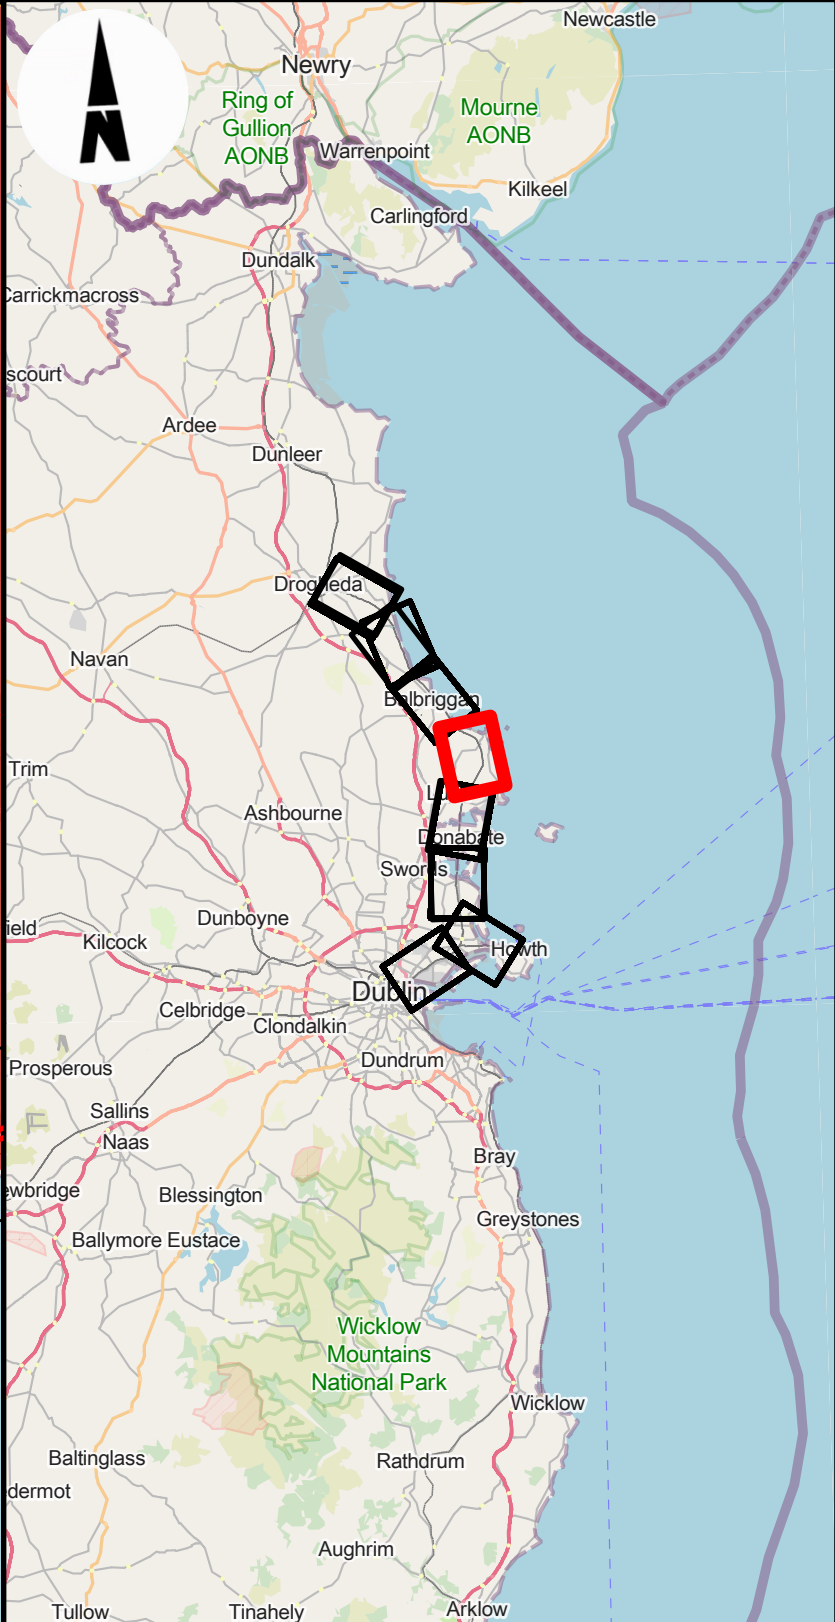 Newcastle
Newry
N
Ring of
Gullion
AONB
Mourne
AONB
Warrenpoint
Kilkeel
Carlingford
Dundalk
Carrickmacross
scourt
Ardee
Dunleer
Drogheda
Navan
Balbriggan
Trim
Lu
Ashbourne
Donabate
Swords
Dunboyne
ield
Kilcock
Howth
Dublin
Celbridge
Clondalkin
Dundrum
Prosperous
Sallins
Naas
Bray
ewbridge
Blessington
Greystones
Ballymore Eustace
Wicklow
Mountains
National Park
Wicklow
Baltinglass
Rathdrum
dermot
Aughrim
Tullow
Tinahely
Arklow